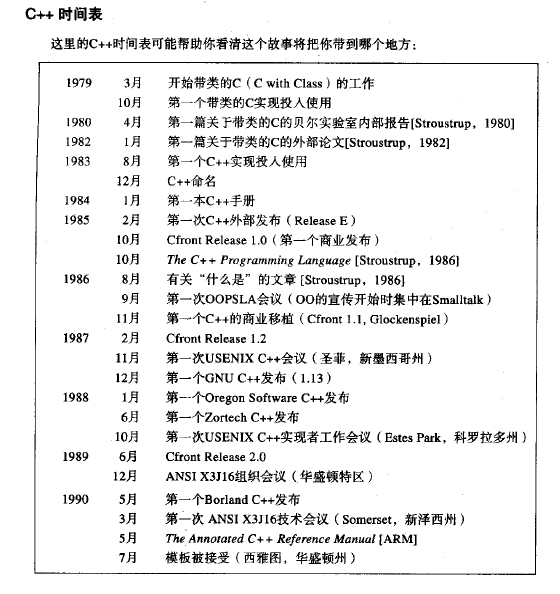 C++ 时间表
这里的C++时间表可能帮助你看清这个故事将把你带到哪个地方：
1979 3月 开始带类的C（C with Class）的工作
10月 第一个带类的C实现投入使用
1980 4月 第一篇关于带类的C的贝尔实验室内部报告[Stroustrup，1980]
1982 1月 第一篇关于带类的C的外部论文[Stroustrup，1982]
1983 8月 第一个C++实现投入使用
12月 C++命名
1984 1月 第一本C++手册
1985 2月 第一次C++外部发布（Release E）
10月 Cfront Release 1.0（第一个商业发布）
10月 The C++ Programming Language [Stroustrup，1986]
1986 8月 有关“什么是”的文章 [Stroustrup，1986]
9月 第一次OOPSLA会议（OO的宣传开始时集中在Smalltalk）
11月 第一个C++的商业移植（Cfront 1.1, Glockenspiel）
1987 2月 Cfront Release 1.2
11月 第一次USENIX C++会议（圣菲，新墨西哥州）
12月 第一个GNU C++发布（1.13）
1988 1月 第一个Oregon Software C++发布
6月 第一个Zortech C++发布
10月 第一次USENIX C++实现者工作会议（Estes Park，科罗拉多州）
1989 6月 Cfront Release 2.0
12月 ANSI X3J16组织会议（华盛顿特区）
1990 5月 第一个Borland C++发布
3月 第一次 ANSI X3J16技术会议（Somerset，新泽西州）
5月 The Annotated C++ Reference Manual [ARM]
7月 模板被接受（西雅图，华盛顿州）